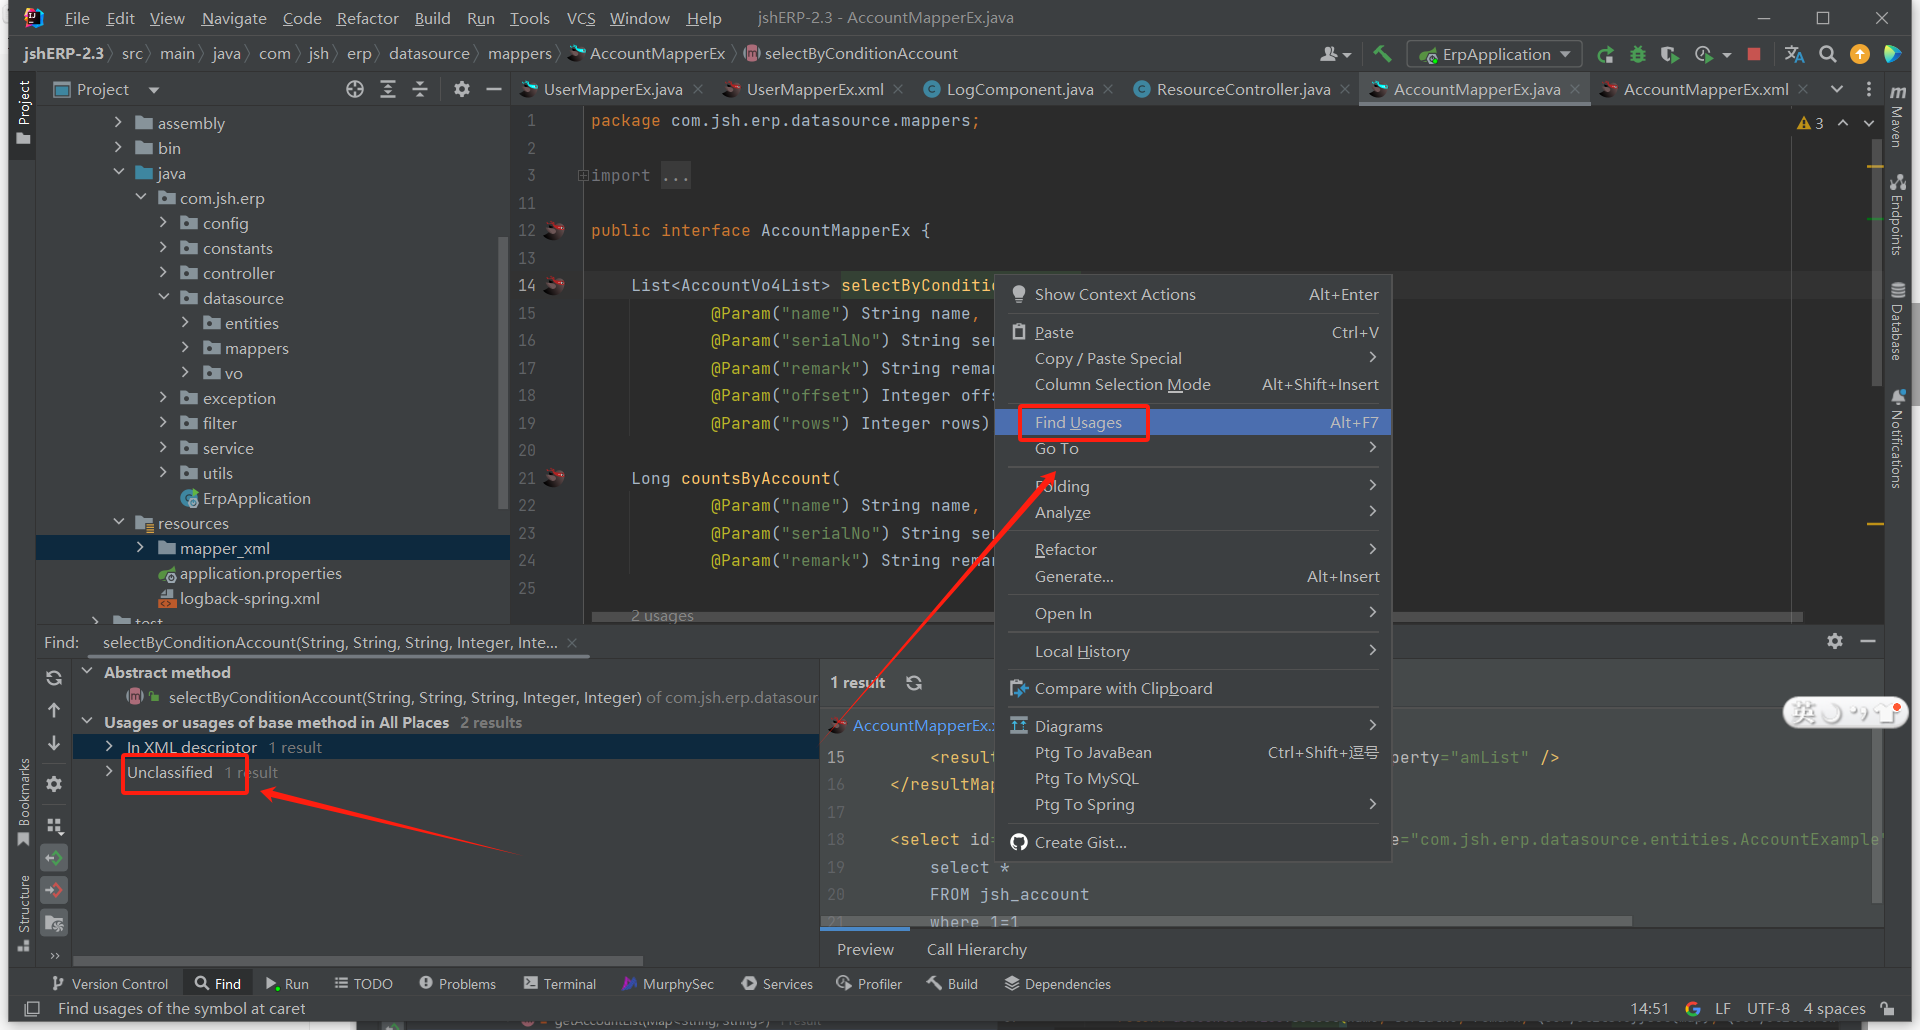 File Edit View Navigate Code Refactor Build Run Tools VCS Window Help jshERP-2.3 - AccountMapperEx.java
jshERP-2.3 src main java com jsh erp datasource mappers AccountMapperEx selectByConditionAccount
ErpApplication
Project
Project
UserMapperEx.java
UserMapperEx.xml
LogComponent.java
ResourceController.java
AccountMapperEx.java
AccountMapperEx.xml
assembly
bin
java
com.jsh.erp
config
constants
controller
datasource
entities
mappers
vo
exception
filter
service
utils
ErpApplication
resources
mapper_xml
application.properties
logback-spring.xml
test
3
1 package com.jsh.erp.datasource.mappers;
2
3 import ...
11
12 public interface AccountMapperEx {
13
14 List<AccountVo4List> selectByConditi
15 @Param("name") String name,
16 @Param("serialNo") String se
17 @Param("remark") String rema
18 @Param("offset") Integer off
19 @Param("rows") Integer rows)
20
21 Long countsByAccount(
22 @Param("name") String name,
23 @Param("serialNo") String se
24 @Param("remark") String rema
25
2 usages
Show Context Actions Alt+Enter
Paste Ctrl+V
Copy / Paste Special
Column Selection Mode Alt+Shift+Insert
Find Usages Alt+F7
Go To
Folding
Analyze
Refactor
Generate... Alt+Insert
Open In
Local History
Compare with Clipboard
Diagrams
Ptg To JavaBean Ctrl+Shift+逗号
Ptg To MySQL
Ptg To Spring
Create Gist...
Maven
Endpoints
Database
Notifications
Find: selectByConditionAccount(String, String, String, Integer, Inte...
Abstract method
selectByConditionAccount(String, String, String, Integer, Integer) of com.jsh.erp.datasour
Usages or usages of base method in All Places 2 results
In XML descriptor 1 result
Unclassified 1 result
1 result
AccountMapperEx.
15 <result
perty="amList" />
16 </resultMap
17
18 <select id=
e="com.jsh.erp.datasource.entities.AccountExample"
19 select *
20 FROM jsh_account
21 where 1=1
Preview Call Hierarchy
英
Bookmarks
Structure
Version Control Find Run TODO Problems Terminal MurphySec Services Profiler Build Dependencies
Find usages of the symbol at caret
14:51 LF UTF-8 4 spaces
getAccountList(Map<String, String>) 1 result